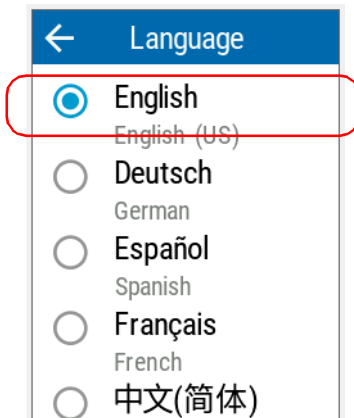 Language
English
English (US)
Deutsch
German
Español
Spanish
Français
French
中文(简体)